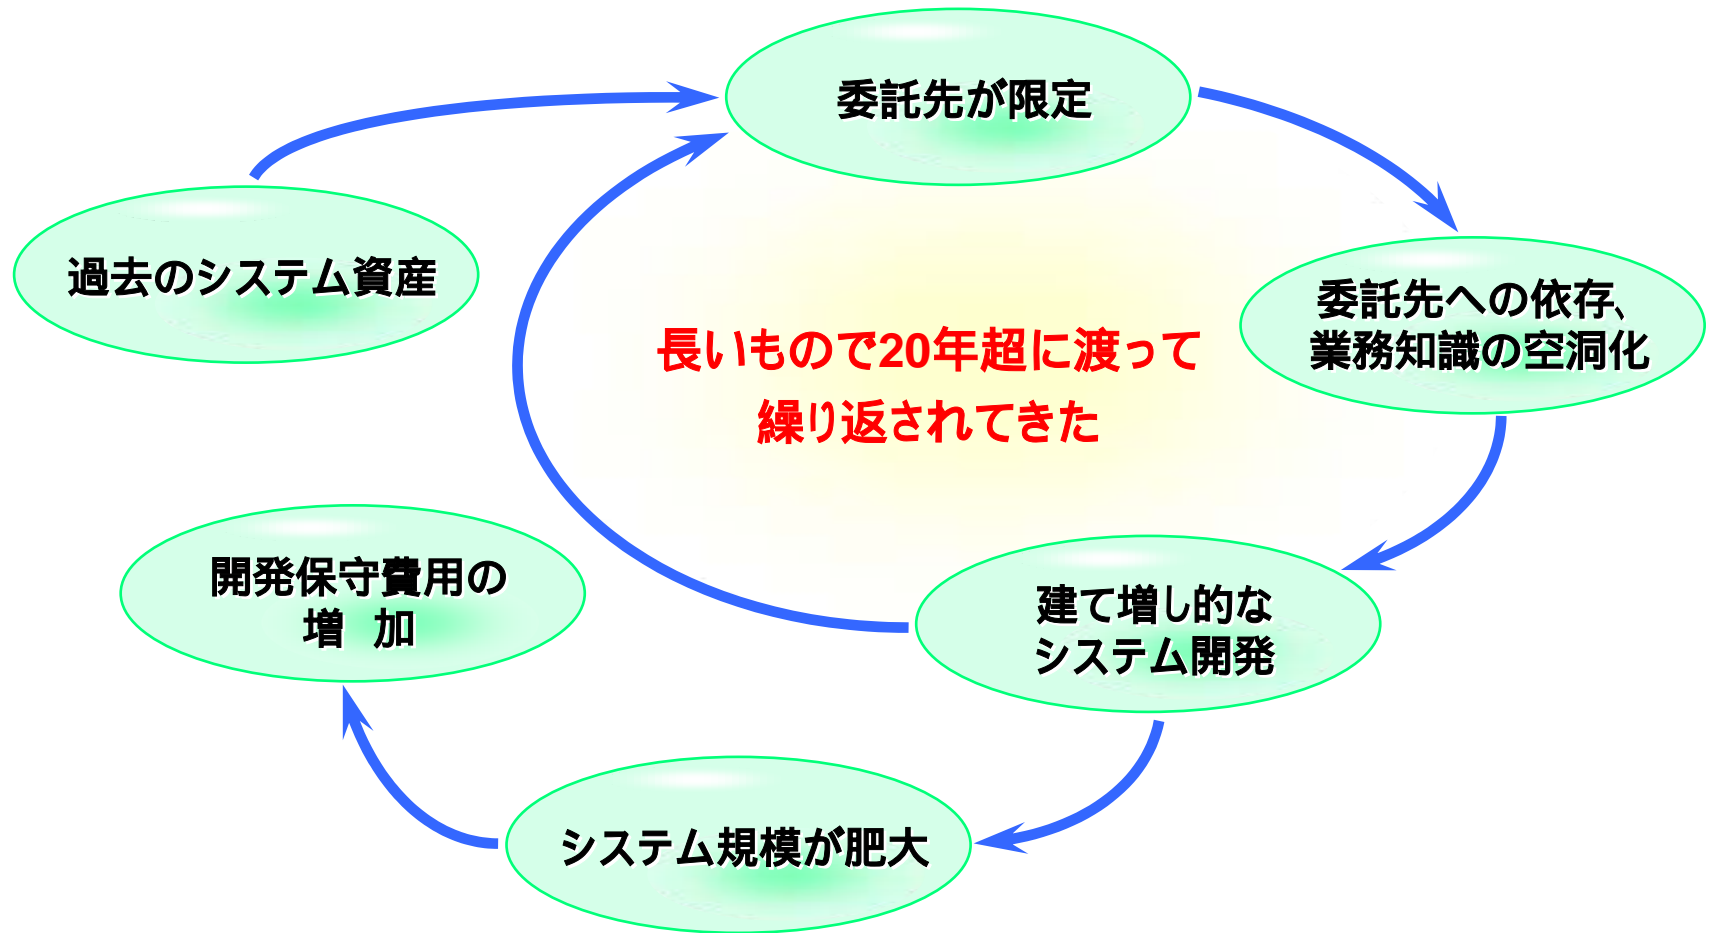 委託先が限定
過去のシステム資産
委託先への依存、
業務知識の空洞化
長いもので20年超に渡って
繰り返されてきた
建て増し的な
システム開発
システム規模が肥大
開発保守費用の
増　加